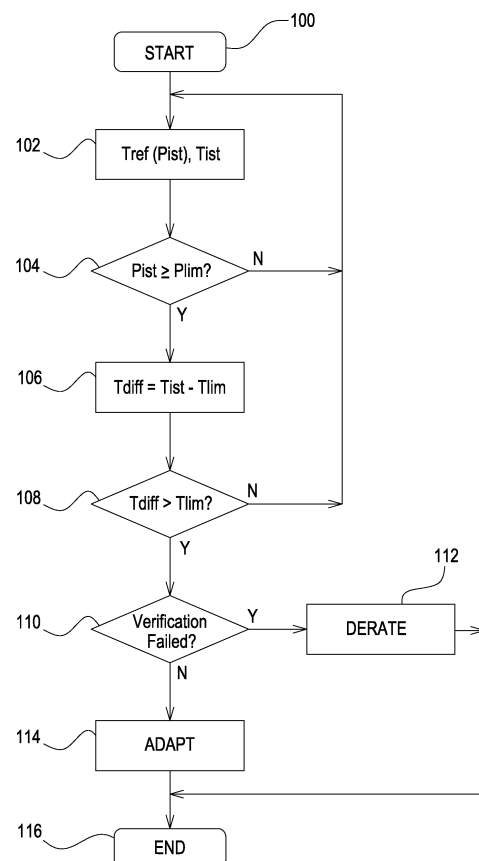 START
100
102
Tref (Pist), Tist
104
Pist ≥ Plim?
N
Y
106
Tdiff = Tist - Tlim
108
Tdiff > Tlim?
N
Y
112
110
Verification
Failed?
Y
DERATE
N
114
ADAPT
116
END